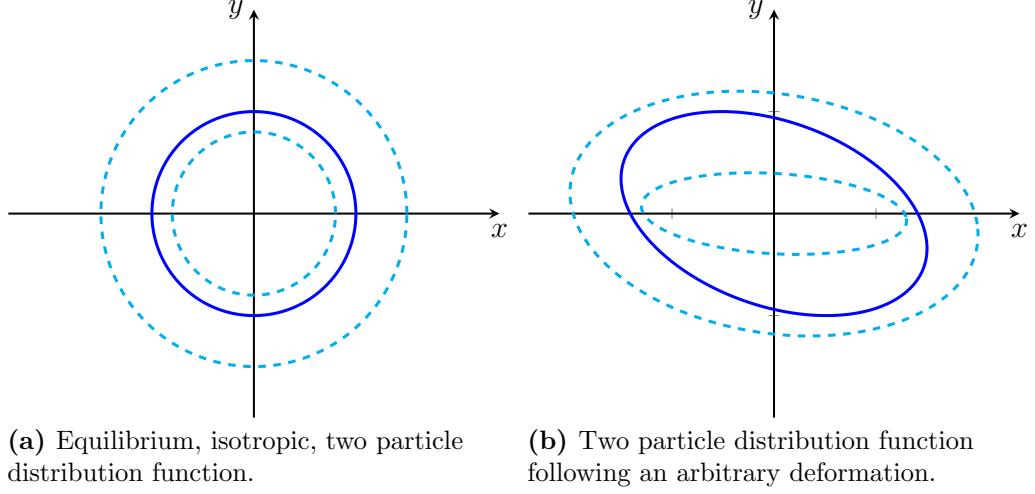 y
x
y
x
(a) Equilibrium, isotropic, two particle
distribution function.
(b) Two particle distribution function
following an arbitrary deformation.